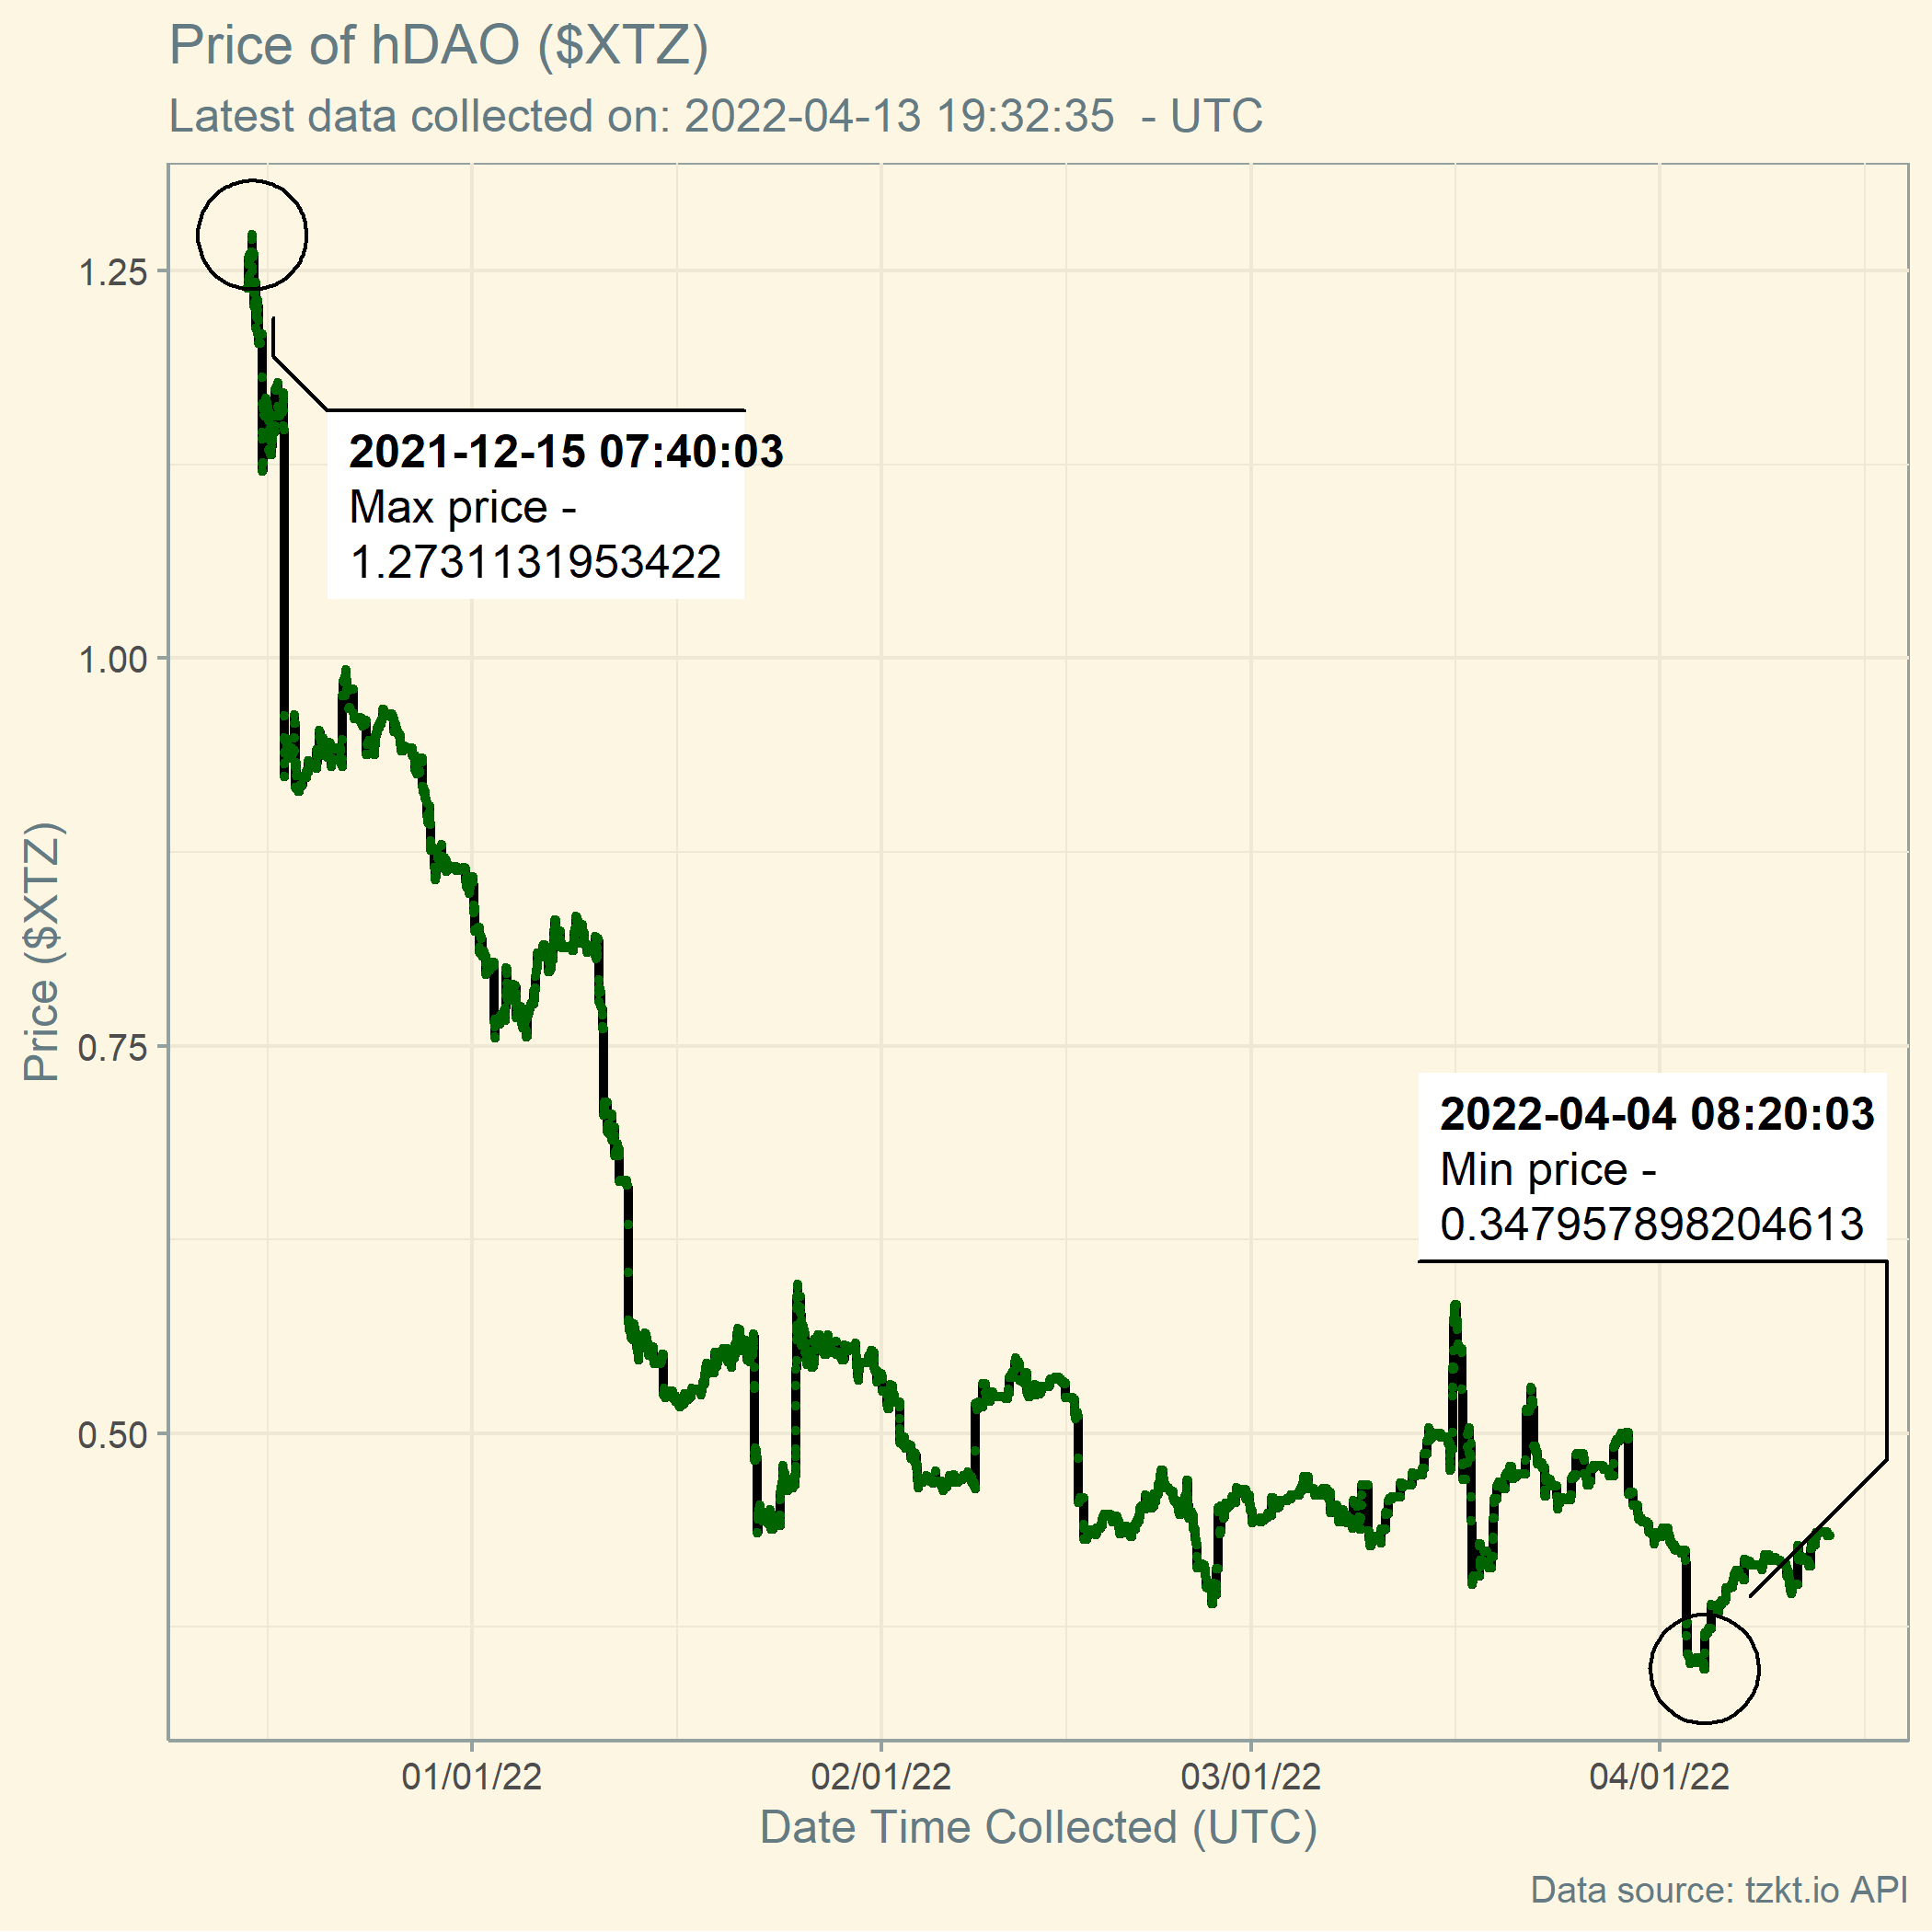 Price of hDAO ($XTZ)
Latest data collected on: 2022-04-13 19:32:35  - UTC
1.25
1.00
0.75
0.50
Price ($XTZ)
2021-12-15 07:40:03
Max price -
1.2731131953422
2022-04-04 08:20:03
Min price -
0.347957898204613
01/01/22
02/01/22
03/01/22
04/01/22
Date Time Collected (UTC)
Data source: tzkt.io API